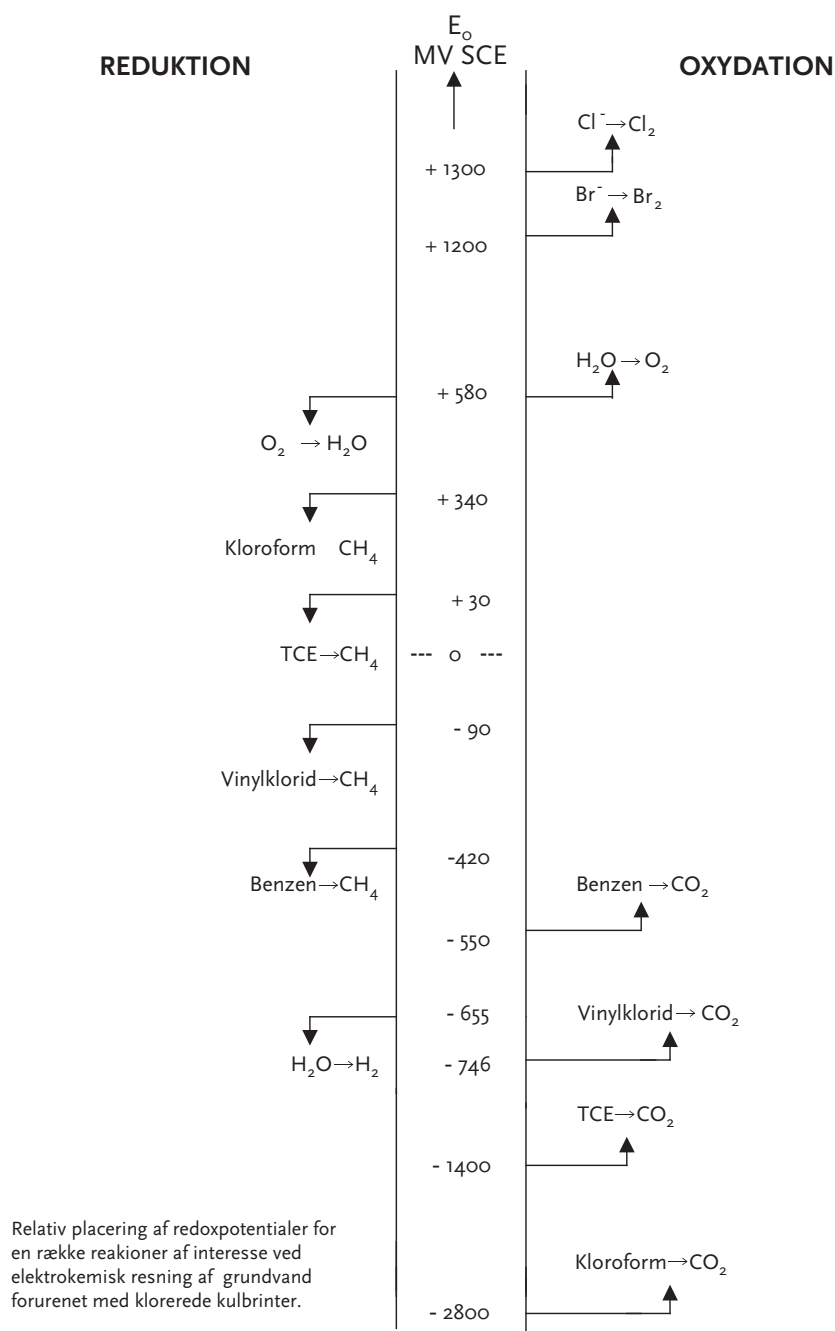 E₀
MV SCE
REDUKTION
OXYDATION
Cl⁻→Cl₂
+ 1300
Br⁻→Br₂
+ 1200
H₂O→O₂
+ 580
O₂ →H₂O
+ 340
Kloroform CH₄
+ 30
TCE→CH₄
--- 0 ---
- 90
Vinylklorid→CH₄
-420
Benzen→CH₄
Benzen→CO₂
- 550
- 655
Vinylklorid→CO₂
H₂O→H₂
- 746
TCE→CO₂
- 1400
Relativ placering af redoxpotentialer for
en række reakioner af interesse ved
elektrokemisk resning af grundvand
forurenet med klorerede kulbrinter.
Kloroform→CO₂
- 2800